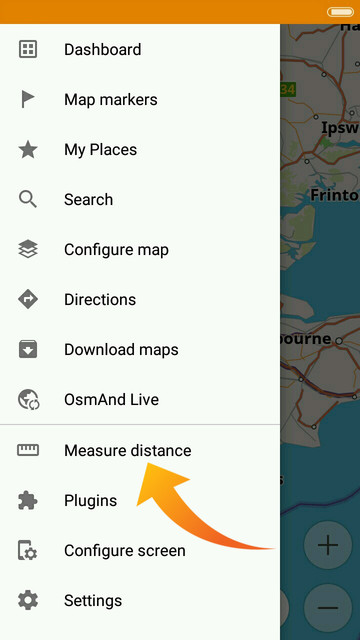 Dashboard
Map markers
My Places
Search
Configure map
Directions
Download maps
OsmAnd Live
Measure distance
Plugins
Configure screen
Settings
Ha
34
Ipsw
Frinto
bourne
s